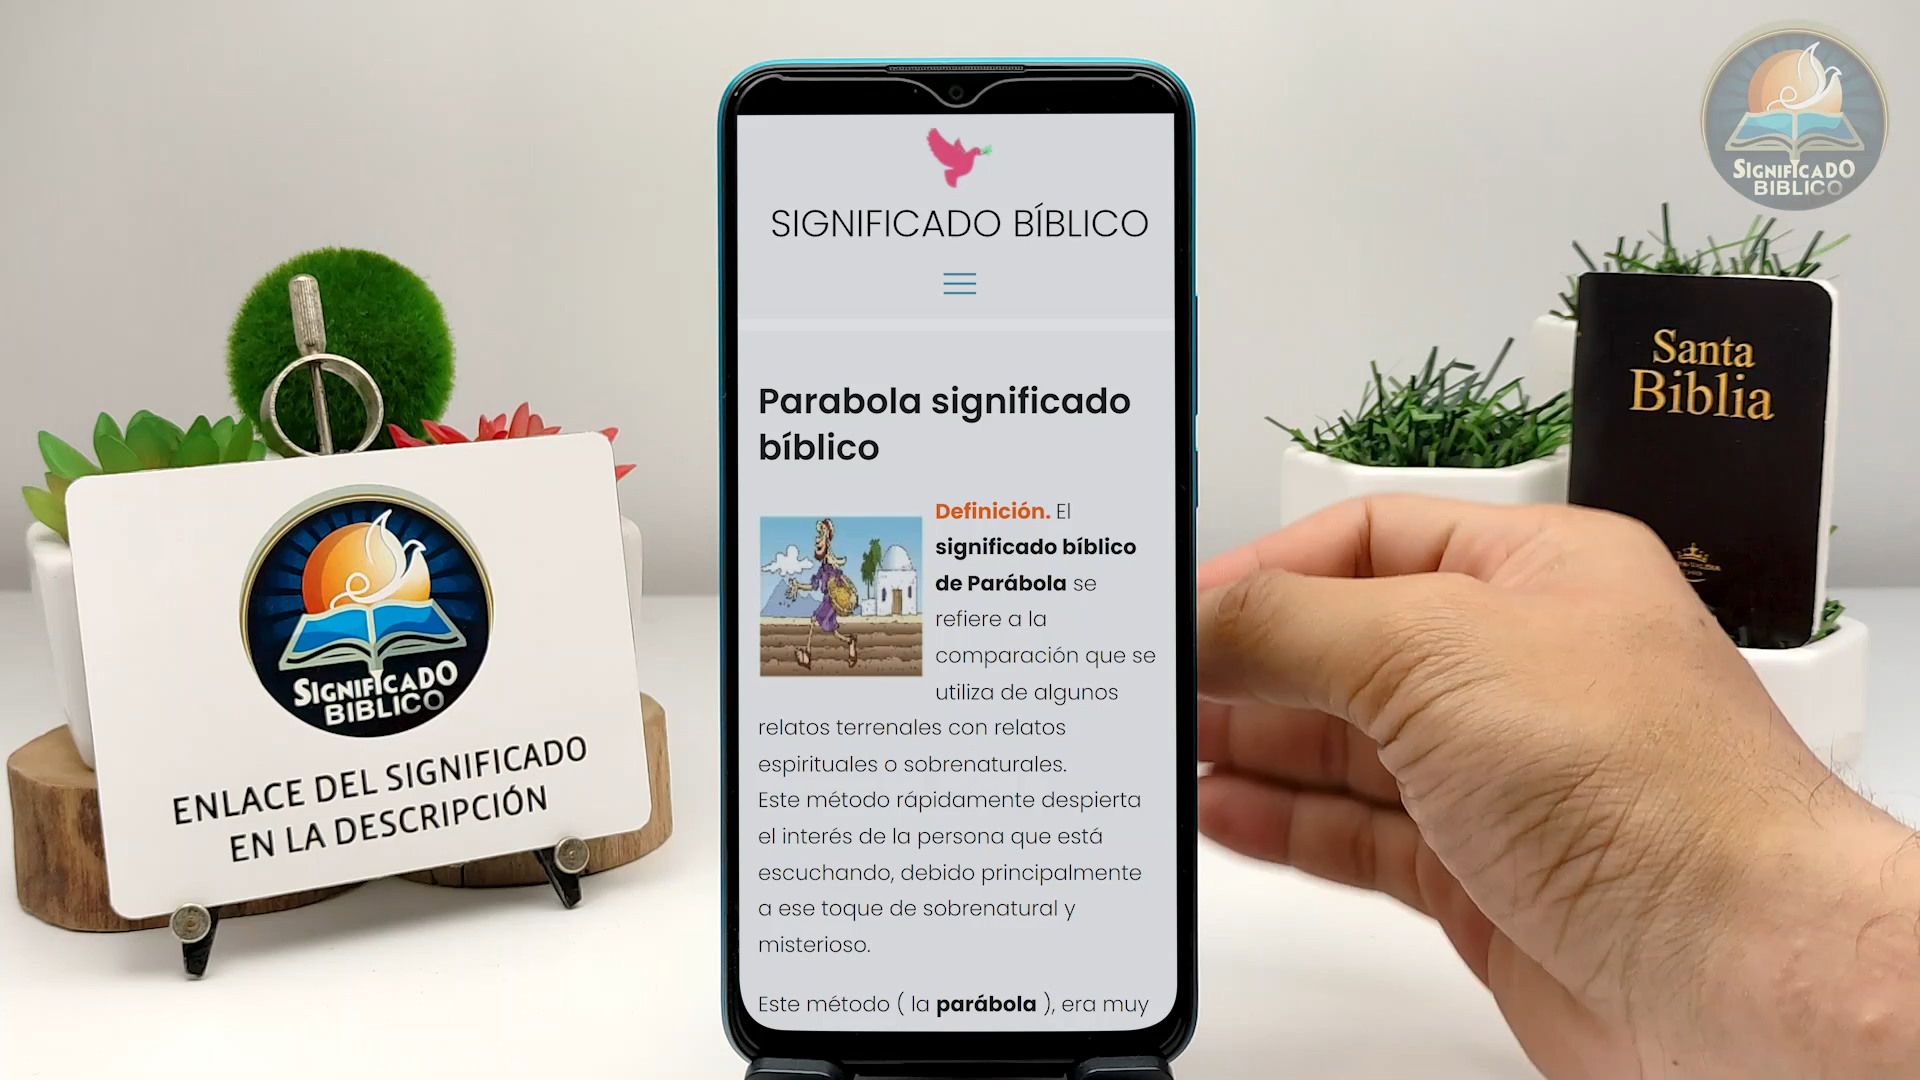 SIGNIFICADO
BIBLICO
SIGNIFICADO BÍBLICO
Parabola significado
bíblico
Definición. El
significado bíblico
de Parábola se
refiere a la
comparación que se
utiliza de algunos
relatos terrenales con relatos
espirituales o sobrenaturales.
Este método rápidamente despierta
el interés de la persona que está
escuchando, debido principalmente
a ese toque de sobrenatural y
misterioso.
Este método ( la parábola ), era muy
SIGNIFICADO
BIBLICO
ENLACE DEL SIGNIFICADO
EN LA DESCRIPCIÓN
Santa
Biblia